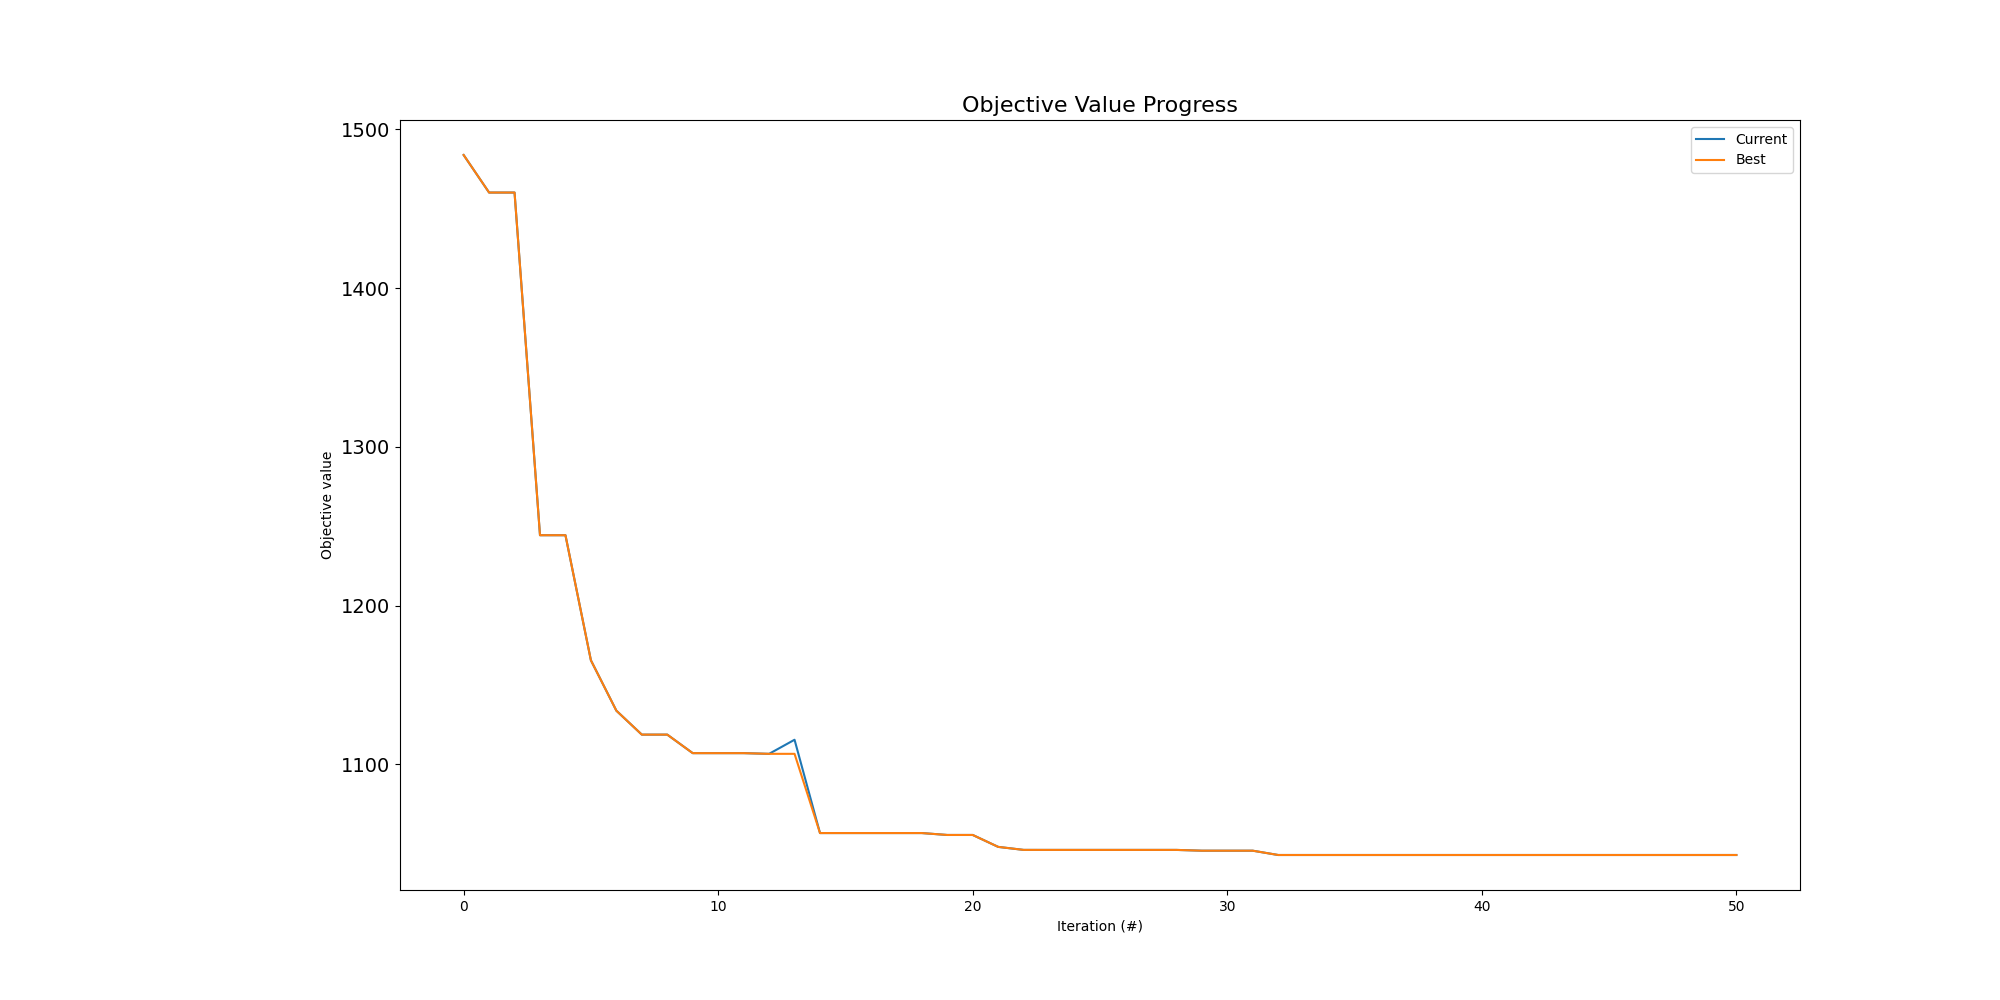 Objective Value Progress
Current
Best
1500
1400
1300
1200
1100
Objective value
0 10 20 30 40 50
Iteration (#)